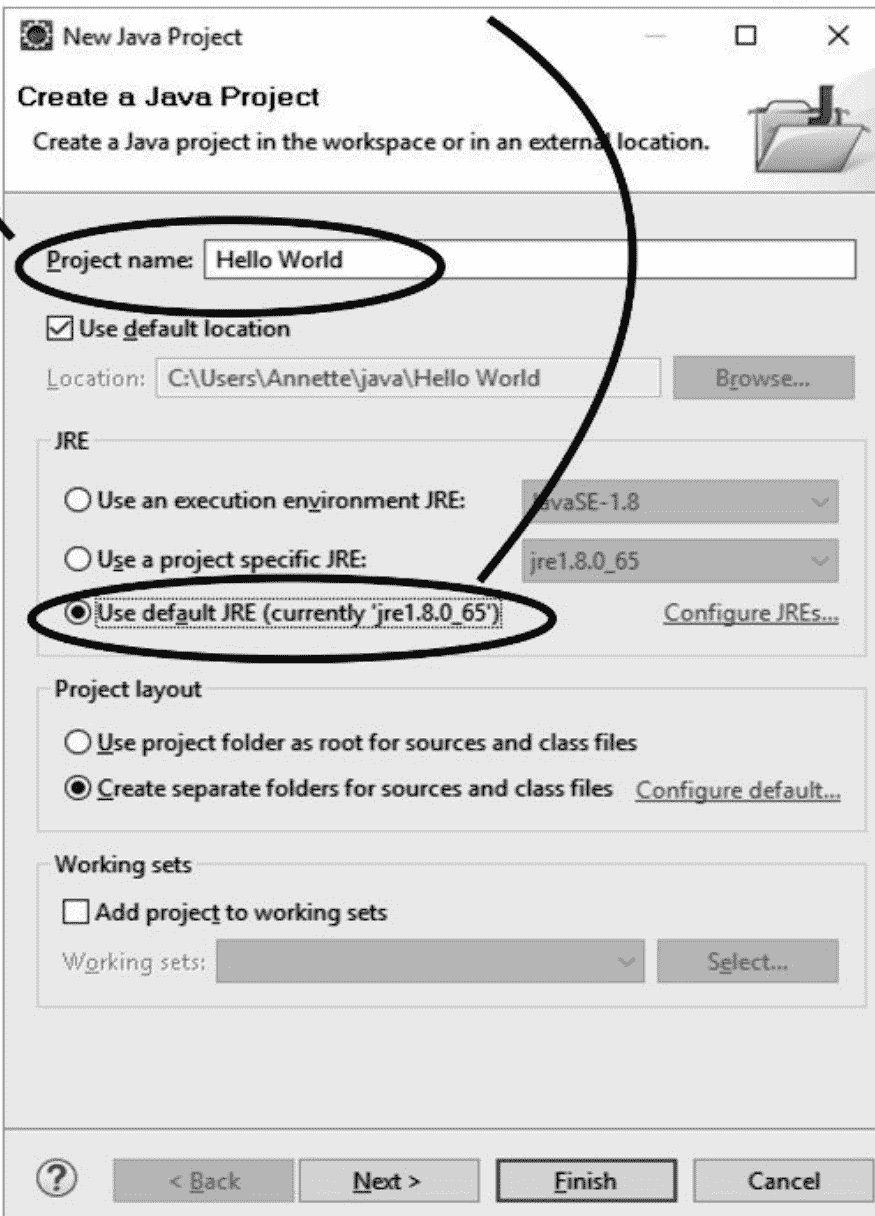 New Java Project
Create a Java Project
Create a Java project in the workspace or in an external location.
Project name: Hello World
Use default location
Location: C:\Users\Annette\java\Hello World Browse...
JRE
Use an execution environment JRE: JavaSE-1.8
Use a project specific JRE: jre1.8.0_65
Use default JRE (currently 'jre1.8.0_65') Configure JREs...
Project layout
Use project folder as root for sources and class files
Create separate folders for sources and class files Configure default...
Working sets
Add project to working sets
Working sets: Select...
? < Back Next > Finish Cancel